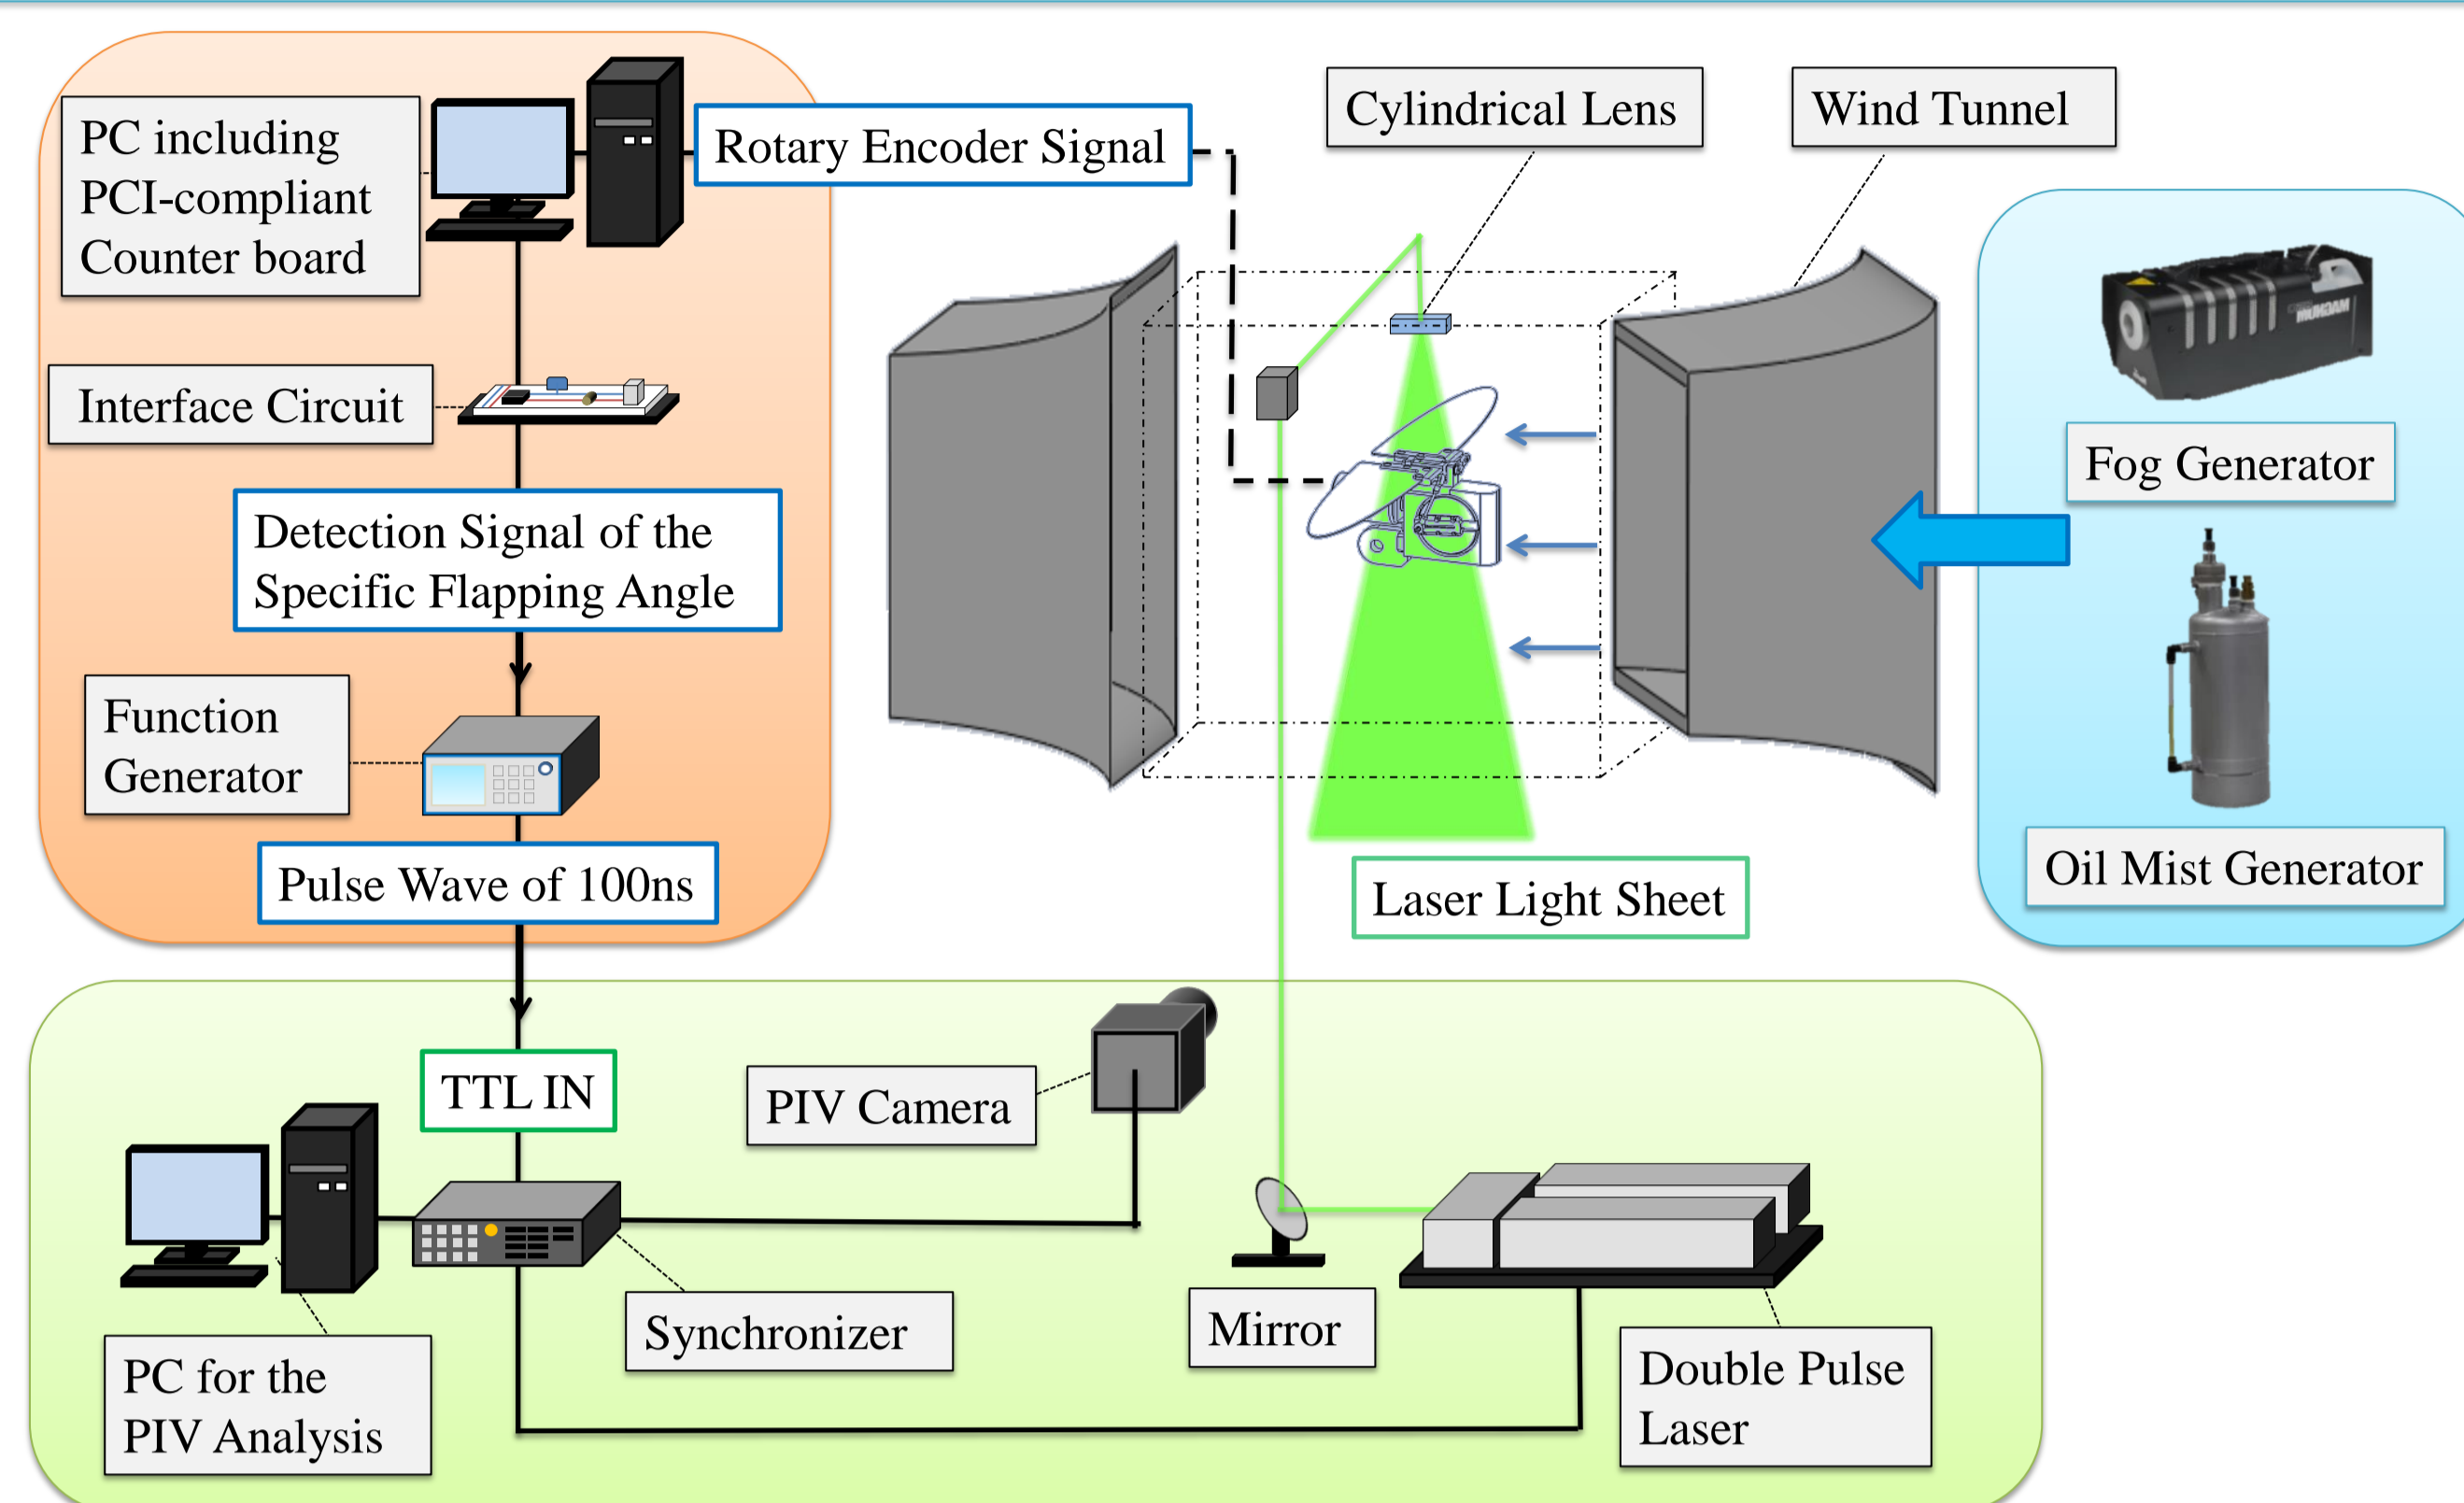 PC including
PCI-compliant
Counter board
Rotary Encoder Signal
Cylindrical Lens
Wind Tunnel
Interface Circuit
Fog Generator
Detection Signal of the
Specific Flapping Angle
Function
Generator
Pulse Wave of 100ns
Laser Light Sheet
Oil Mist Generator
TTL IN
PIV Camera
Synchronizer
Mirror
PC for the
PIV Analysis
Double Pulse
Laser